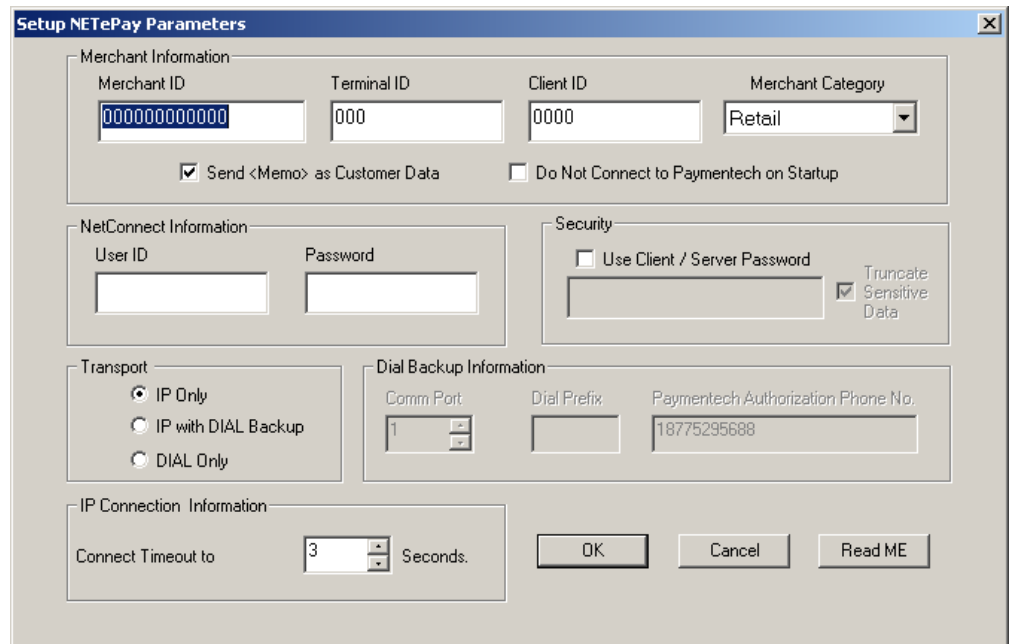 Setup NETePay Parameters
Merchant Information
Merchant ID Terminal ID Client ID Merchant Category
000000000000 000 0000 Retail
Send <Memo> as Customer Data Do Not Connect to Paymentech on Startup
NetConnect Information
User ID Password
Security
Use Client / Server Password
Truncate
Sensitive
Data
Transport
IP Only
IP with DIAL Backup
DIAL Only
Dial Backup Information
Comm Port Dial Prefix Paymentech Authorization Phone No.
1 18775295688
IP Connection Information
Connect Timeout to 3 Seconds.
OK Cancel Read ME